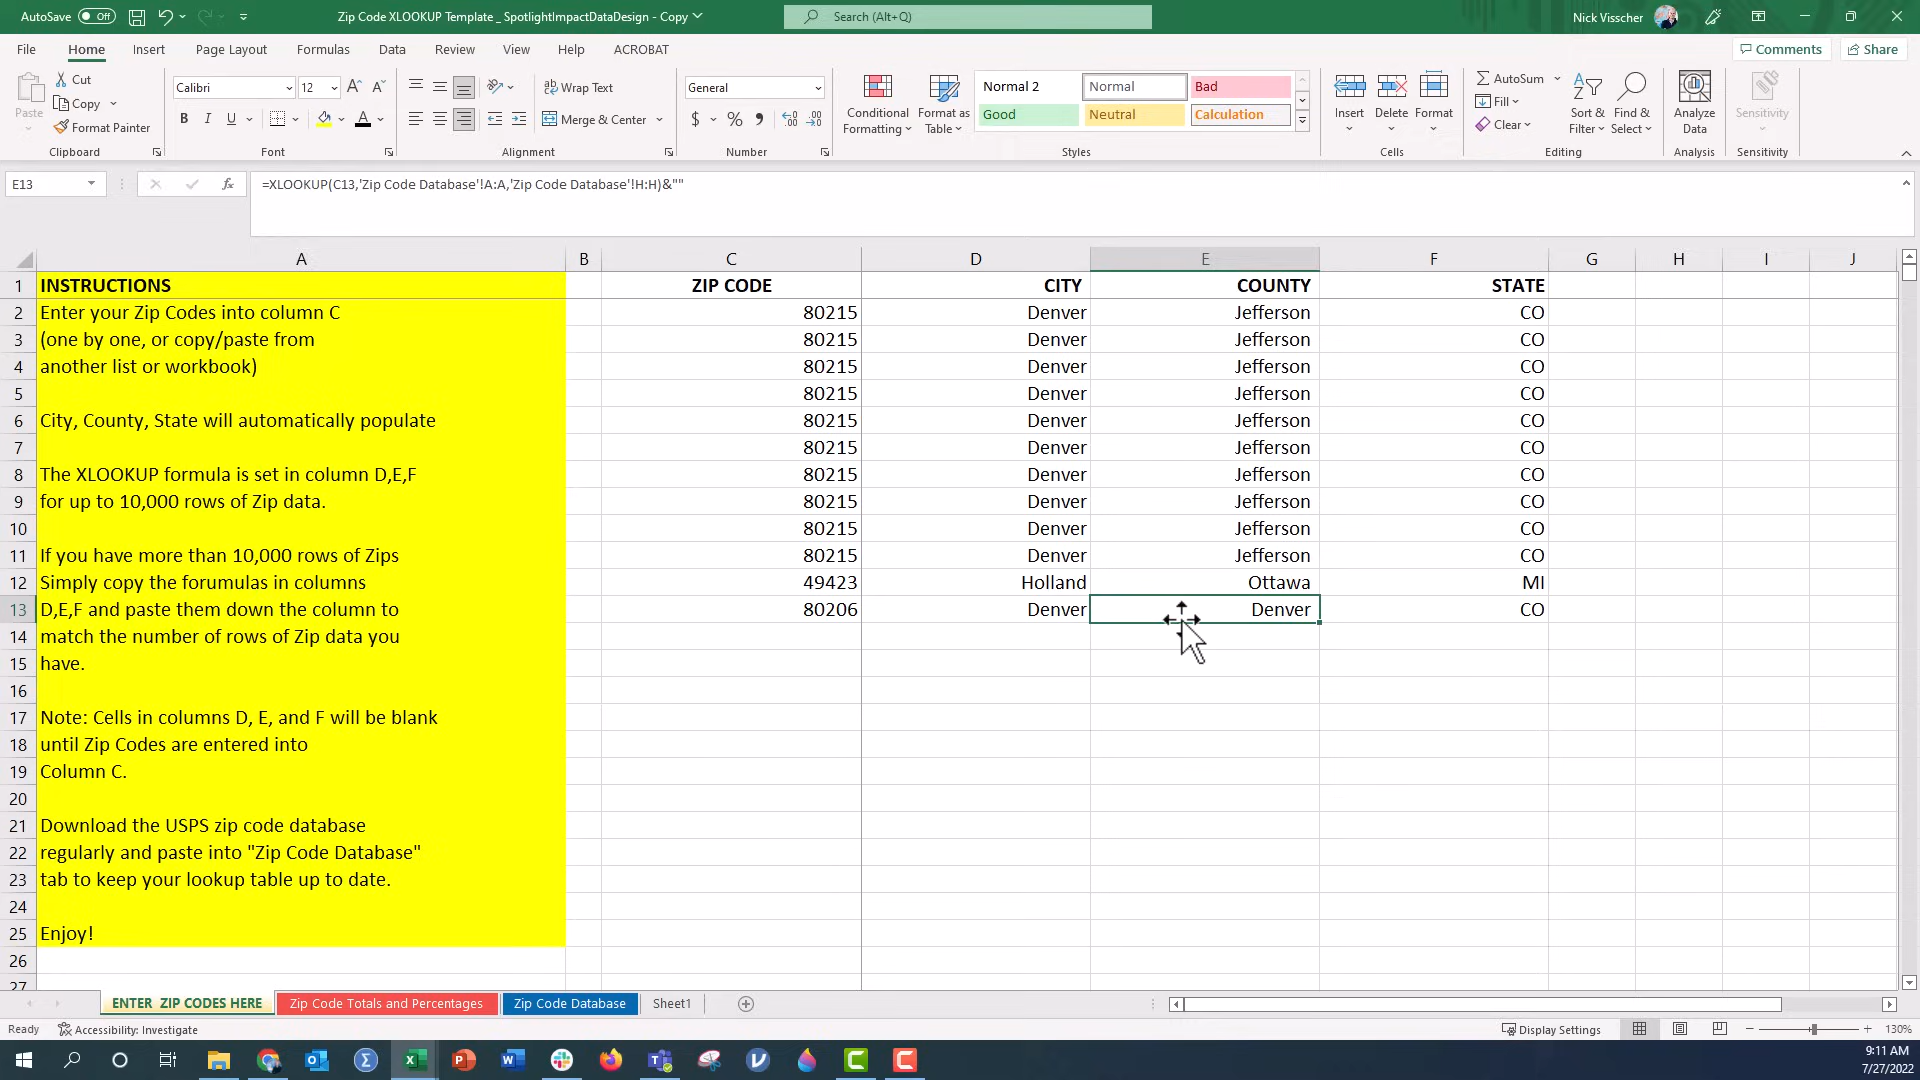 AutoSave Off Zip Code XLOOKUP Template _ SpotlightImpactDataDesign - Copy Search (Alt+Q) Nick Visscher
File Home Insert Page Layout Formulas Data Review View Help ACROBAT Comments Share
Paste Cut Copy Format Painter Clipboard
Calibri 12 B I U A Font
Wrap Text Merge & Center Alignment
General $ % Number
Conditional Formatting Format as Table
Normal 2 Normal Bad
Good Neutral Calculation
Styles
Insert Delete Format Cells
AutoSum Fill Clear Sort & Filter Find & Select Editing
Analyze Data Analysis
Sensitivity Sensitivity
E13 fx =XLOOKUP(C13,'Zip Code Database'!A:A,'Zip Code Database'!H:H)&""
A B C D E F G H I J
1 INSTRUCTIONS ZIP CODE CITY COUNTY STATE
2 Enter your Zip Codes into column C 80215 Denver Jefferson CO
3 (one by one, or copy/paste from 80215 Denver Jefferson CO
4 another list or workbook) 80215 Denver Jefferson CO
5 80215 Denver Jefferson CO
6 City, County, State will automatically populate 80215 Denver Jefferson CO
7 80215 Denver Jefferson CO
8 The XLOOKUP formula is set in column D,E,F 80215 Denver Jefferson CO
9 for up to 10,000 rows of Zip data. 80215 Denver Jefferson CO
10 80215 Denver Jefferson CO
11 If you have more than 10,000 rows of Zips 80215 Denver Jefferson CO
12 Simply copy the forumulas in columns 49423 Holland Ottawa MI
13 D,E,F and paste them down the column to 80206 Denver Denver CO
14 match the number of rows of Zip data you
15 have.
16
17 Note: Cells in columns D, E, and F will be blank
18 until Zip Codes are entered into
19 Column C.
20
21 Download the USPS zip code database
22 regularly and paste into "Zip Code Database"
23 tab to keep your lookup table up to date.
24
25 Enjoy!
26
27
ENTER ZIP CODES HERE Zip Code Totals and Percentages Zip Code Database Sheet1
Ready Accessibility: Investigate Display Settings 130%
9:11 AM
7/27/2022